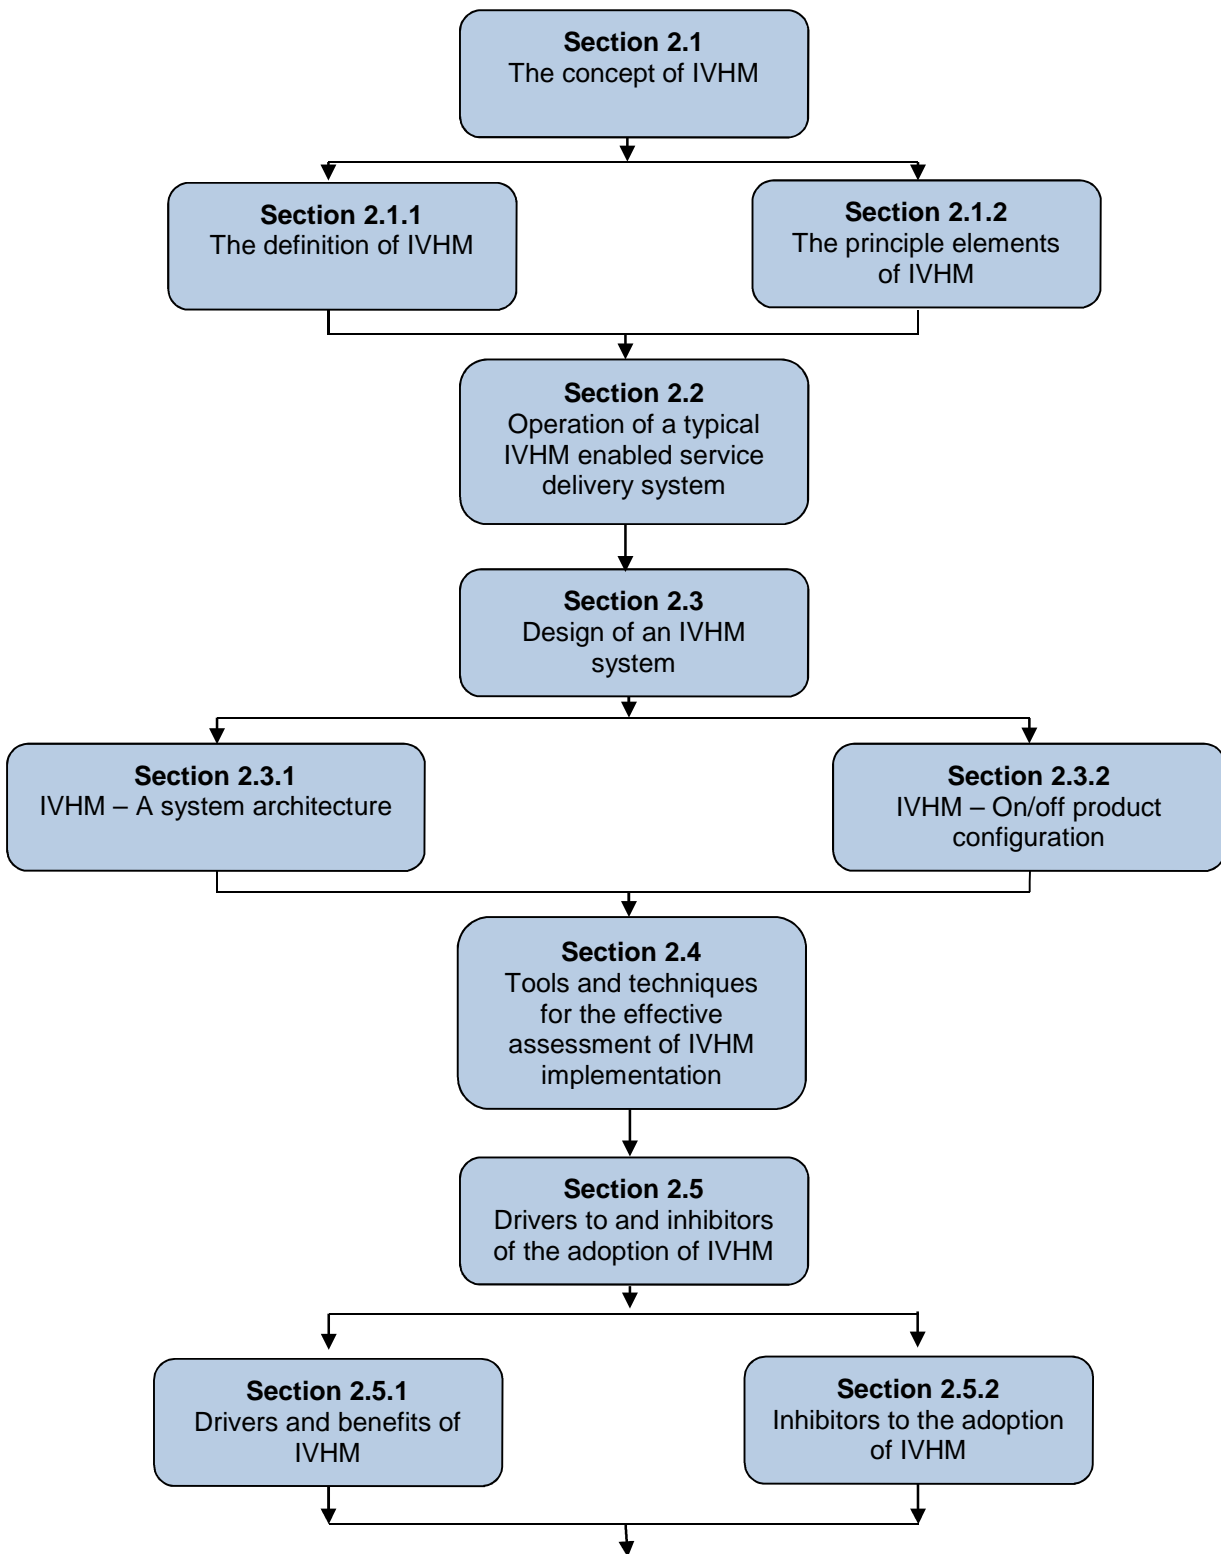 Section 2.1
The concept of IVHM
Section 2.1.1
The definition of IVHM
Section 2.1.2
The principle elements
of IVHM
Section 2.2
Operation of a typical
IVHM enabled service
delivery system
Section 2.3
Design of an IVHM
system
Section 2.3.1
IVHM – A system architecture
Section 2.3.2
IVHM – On/off product
configuration
Section 2.4
Tools and techniques
for the effective
assessment of IVHM
implementation
Section 2.5
Drivers to and inhibitors
of the adoption of IVHM
Section 2.5.1
Drivers and benefits of
IVHM
Section 2.5.2
Inhibitors to the adoption
of IVHM